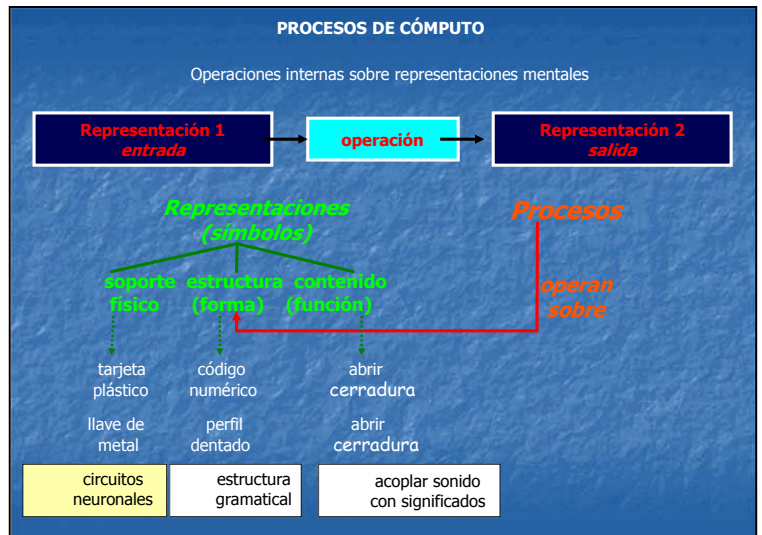 PROCESOS DE CÓMPUTO
Operaciones internas sobre representaciones mentales
Representación 1
entrada
operación
Representación 2
salida
Representaciones
(símbolos)
Procesos
soporte
físico
estructura
(forma)
contenido
(función)
operan
sobre
tarjeta
plástico
código
numérico
abrir
cerradura
llave de
metal
perfil
dentado
abrir
cerradura
circuitos
neuronales
estructura
gramatical
acoplar sonido
con significados